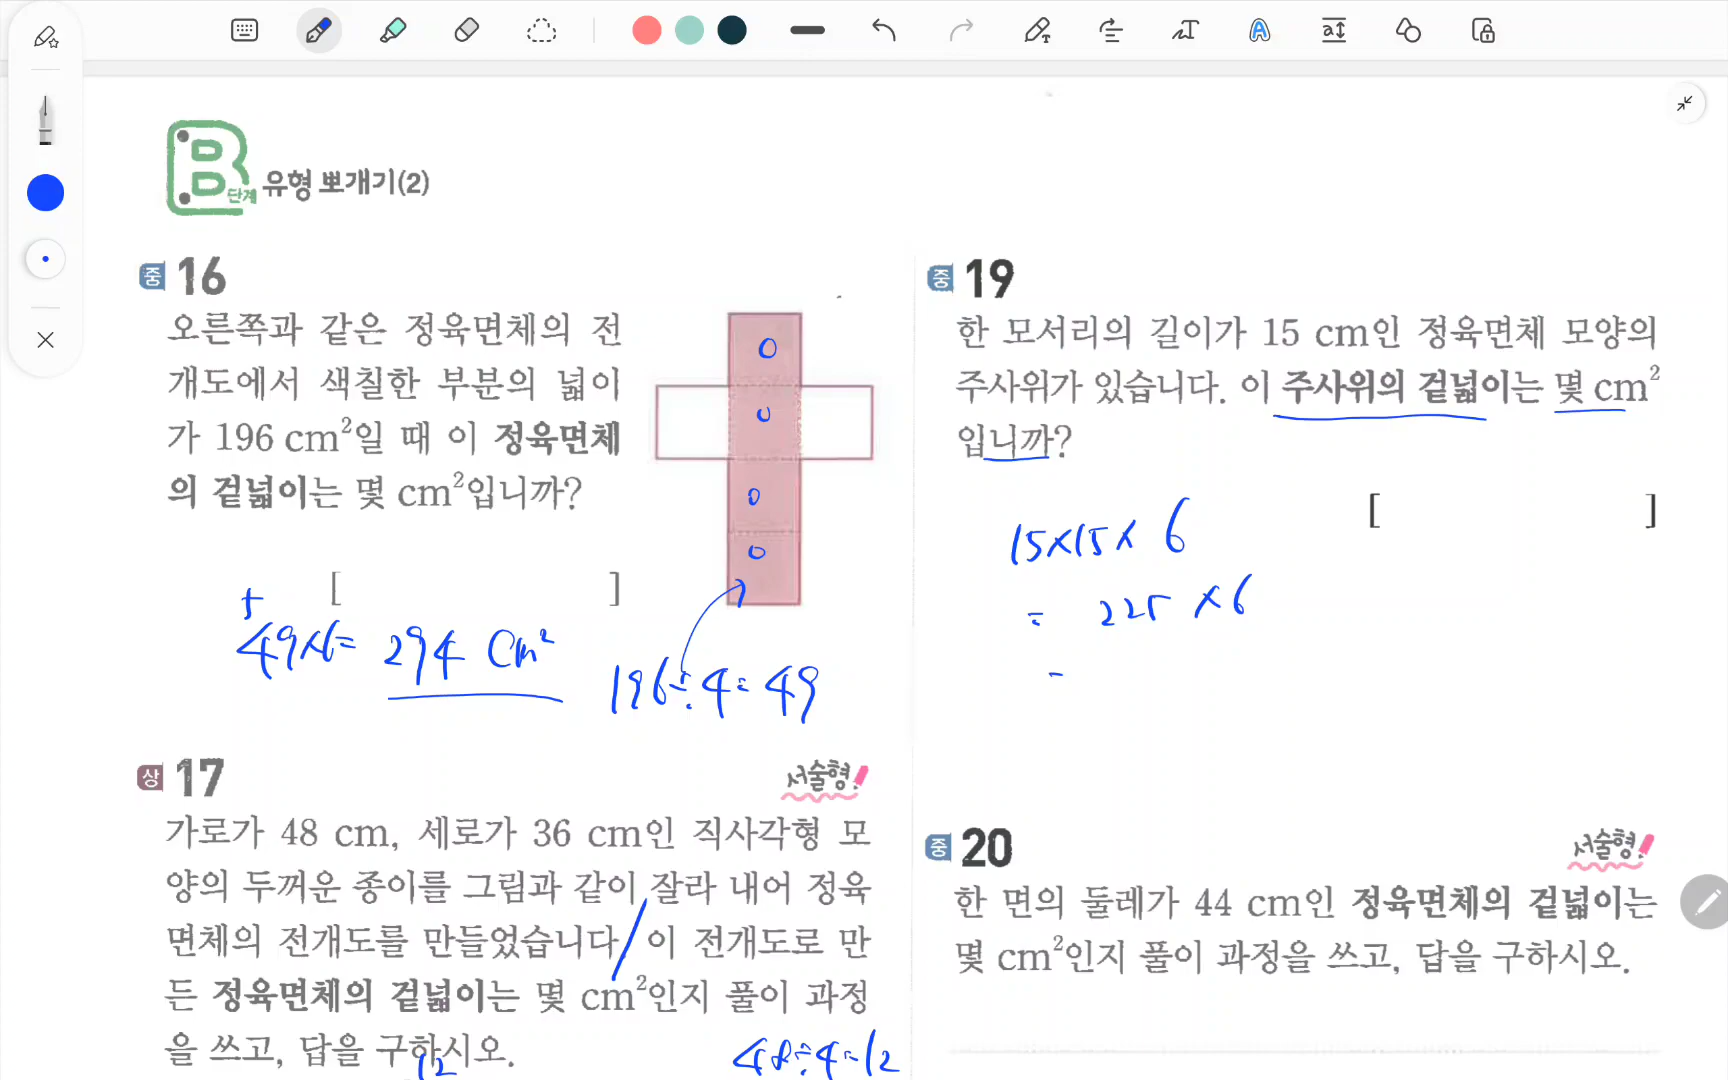 B단계 유형 뽀개기(2)
중 16
오른쪽과 같은 정육면체의 전
개도에서 색칠한 부분의 넓이
가 196 cm²일 때 이 정육면체
의 겉넓이는 몇 cm²입니까?
[ ]
0
0
0
0
5
49×6= 294 cm²
196÷4=49
상 17
서술형!
가로가 48 cm, 세로가 36 cm인 직사각형 모
양의 두꺼운 종이를 그림과 같이 잘라 내어 정육
면체의 전개도를 만들었습니다/ 이 전개도로 만
든 정육면체의 겉넓이는 몇 cm²인지 풀이 과정
을 쓰고, 답을 구하시오.
12
48÷4=12
중 19
한 모서리의 길이가 15 cm인 정육면체 모양의
주사위가 있습니다. 이 주사위의 겉넓이는 몇 cm²
입니까?
[ ]
15×15×6
= 225×6
-
중 20
서술형!
한 면의 둘레가 44 cm인 정육면체의 겉넓이는
몇 cm²인지 풀이 과정을 쓰고, 답을 구하시오.